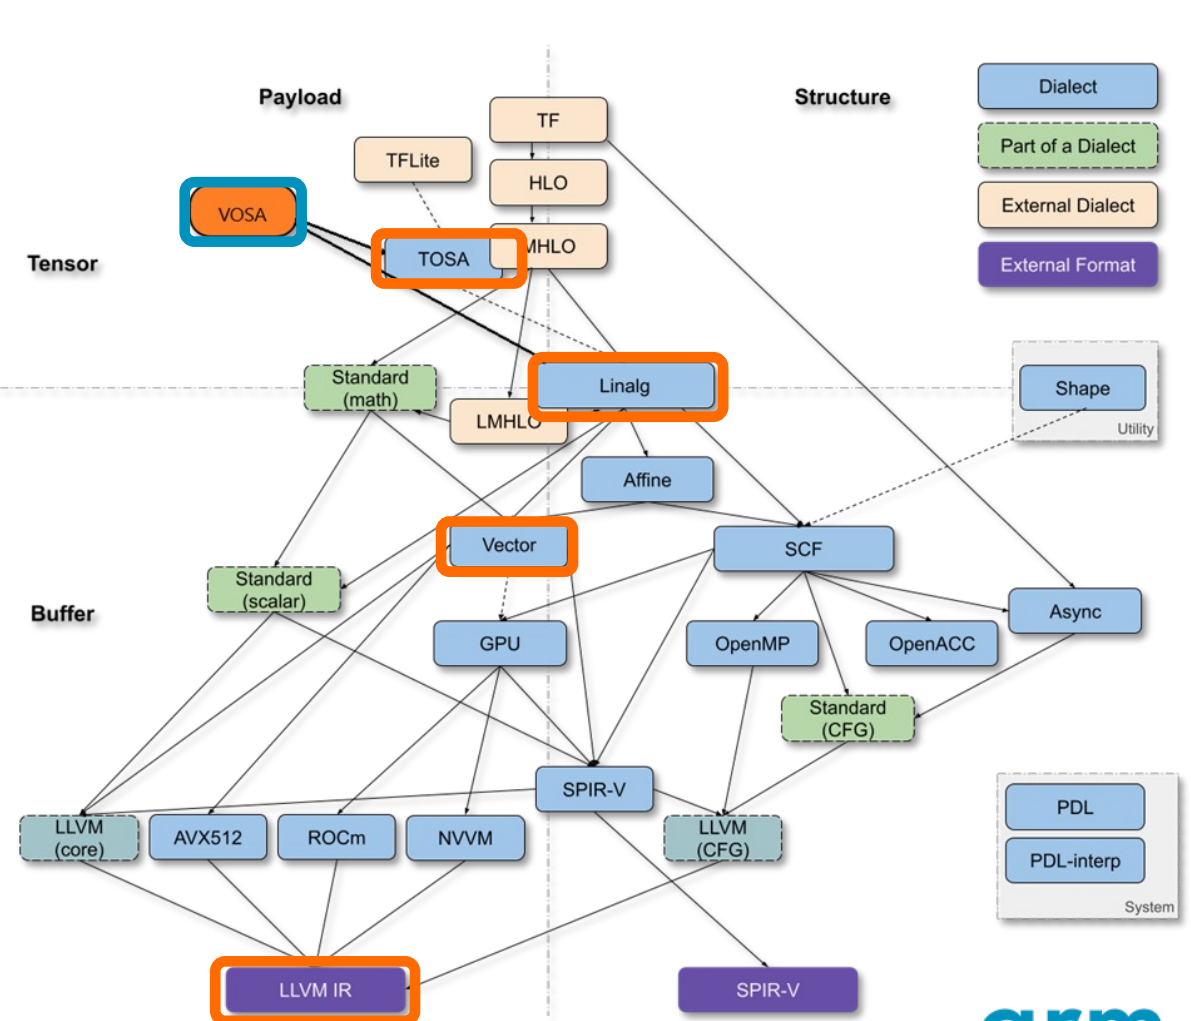 Payload
Structure
TF
Dialect
TFLite
Part of a Dialect
HLO
External Dialect
VOSA
TOSA
MHLO
Tensor
External Format
Standard
(math)
Linalg
Shape
LMHLO
Utility
Affine
Vector
SCF
Standard
(scalar)
Buffer
Async
GPU
OpenMP
OpenACC
Standard
(CFG)
SPIR-V
PDL
LLVM
(core)
AVX512
ROCm
NVVM
LLVM
(CFG)
PDL-interp
System
LLVM IR
SPIR-V
arm